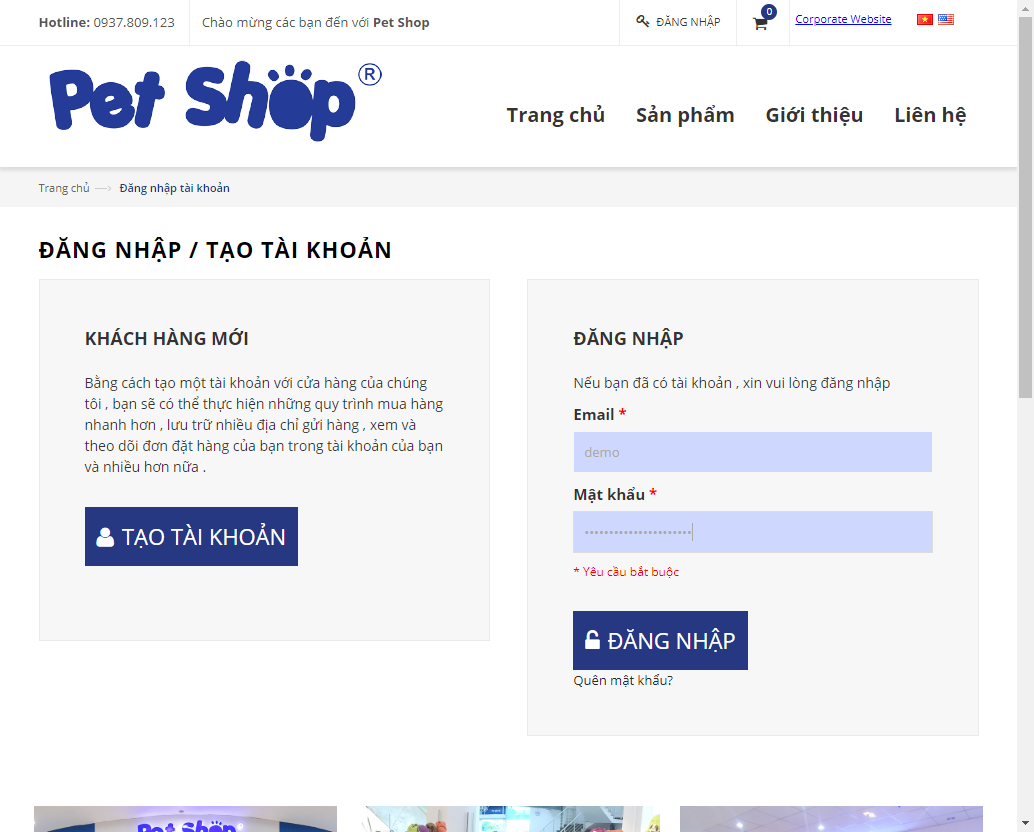 Hotline: 0937.809.123
Chào mừng các bạn đến với Pet Shop
ĐĂNG NHẬP
0
Corporate Website
Pet Shop ®
Trang chủ
Sản phẩm
Giới thiệu
Liên hệ
Trang chủ
Đăng nhập tài khoản
ĐĂNG NHẬP / TẠO TÀI KHOẢN
KHÁCH HÀNG MỚI
Bằng cách tạo một tài khoản với cửa hàng của chúng
tôi , bạn sẽ có thể thực hiện những quy trình mua hàng
nhanh hơn , lưu trữ nhiều địa chỉ gửi hàng , xem và
theo dõi đơn đặt hàng của bạn trong tài khoản của bạn
và nhiều hơn nữa .
TẠO TÀI KHOẢN
ĐĂNG NHẬP
Nếu bạn đã có tài khoản , xin vui lòng đăng nhập
Email *
demo
Mật khẩu *
••••••••••••••••••••••
* Yêu cầu bắt buộc
ĐĂNG NHẬP
Quên mật khẩu?
Pet Shop